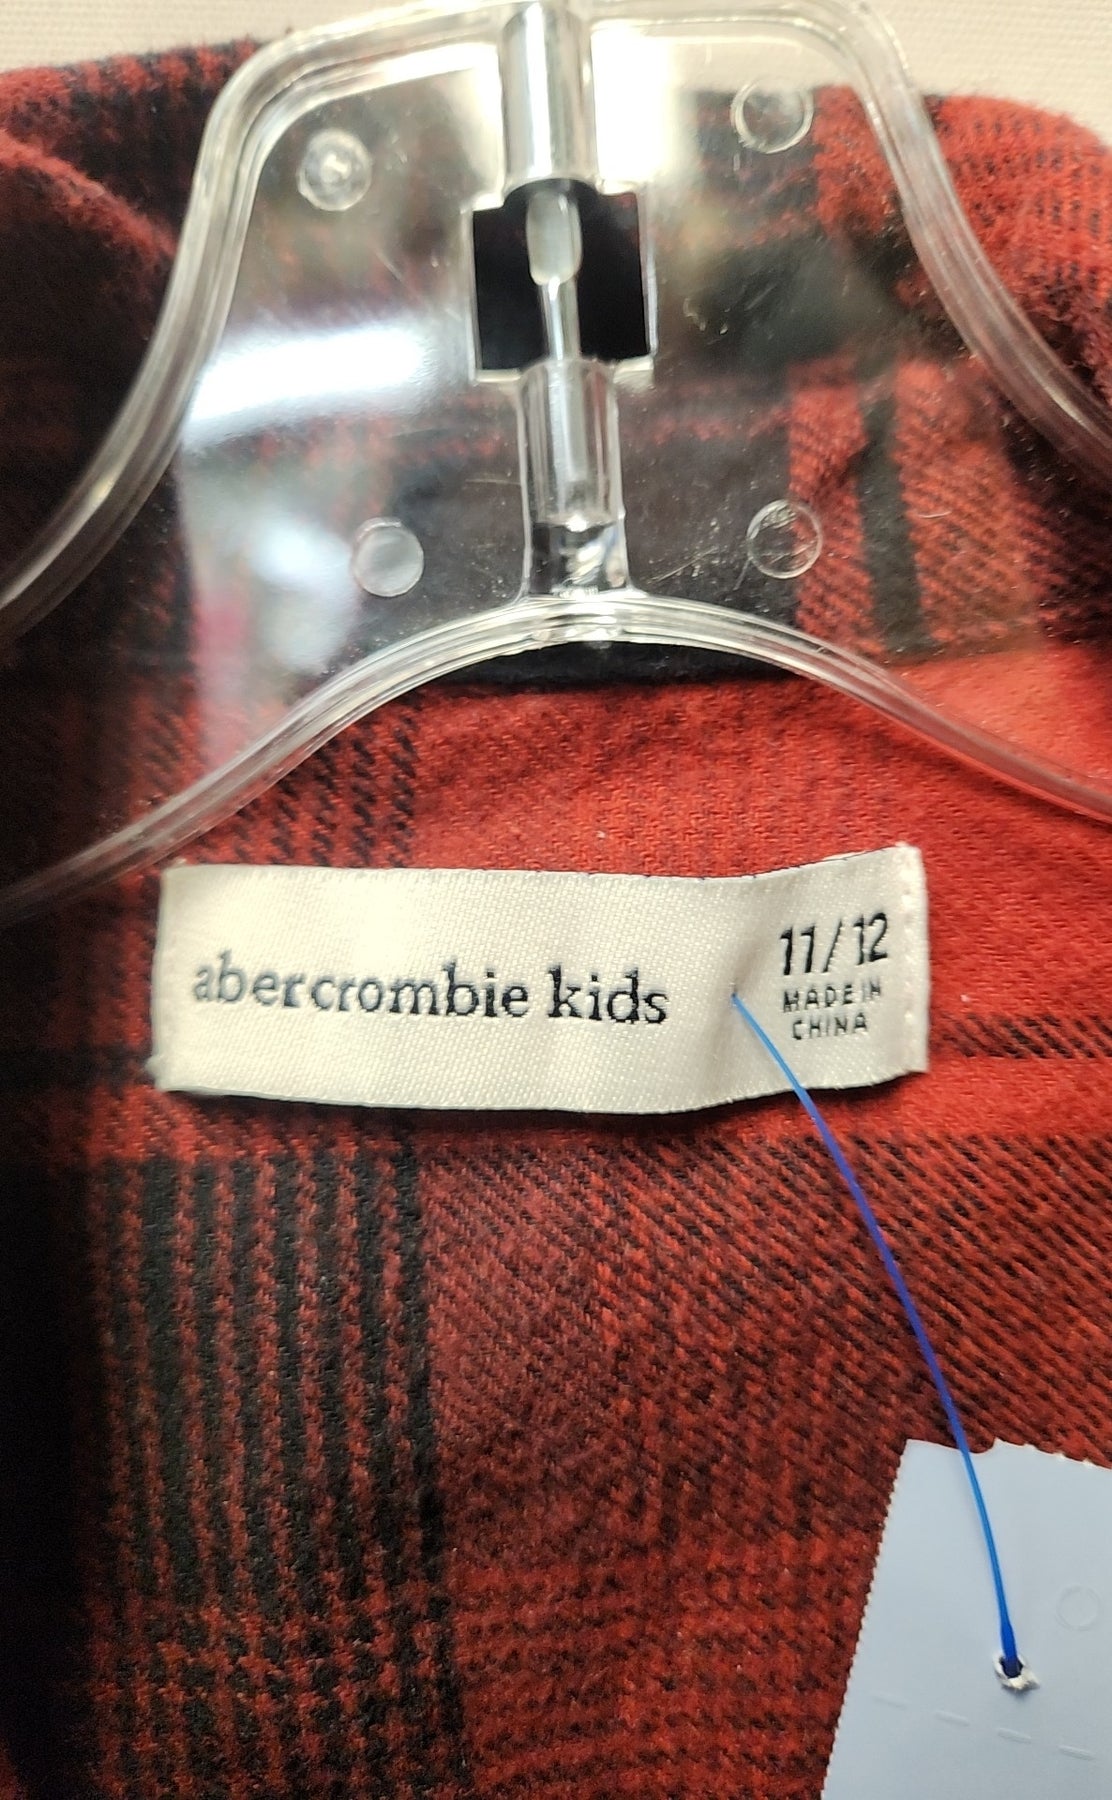 abercrombie kids
11/12
MADE IN
CHINA